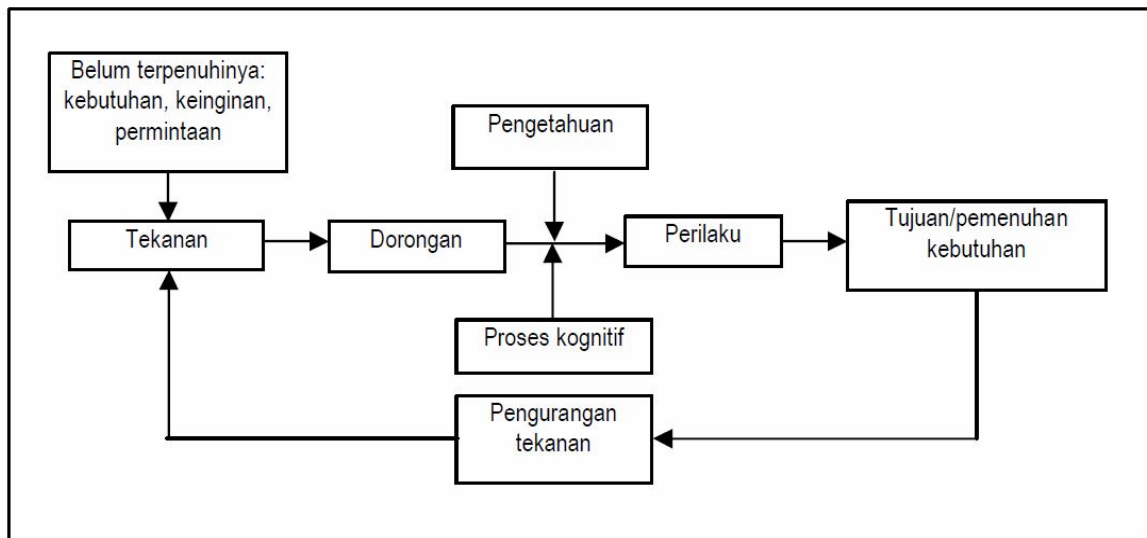 Belum terpenuhinya:
kebutuhan, keinginan,
permintaan
Pengetahuan
Tekanan
Dorongan
Perilaku
Tujuan/pemenuhan
kebutuhan
Proses kognitif
Pengurangan
tekanan